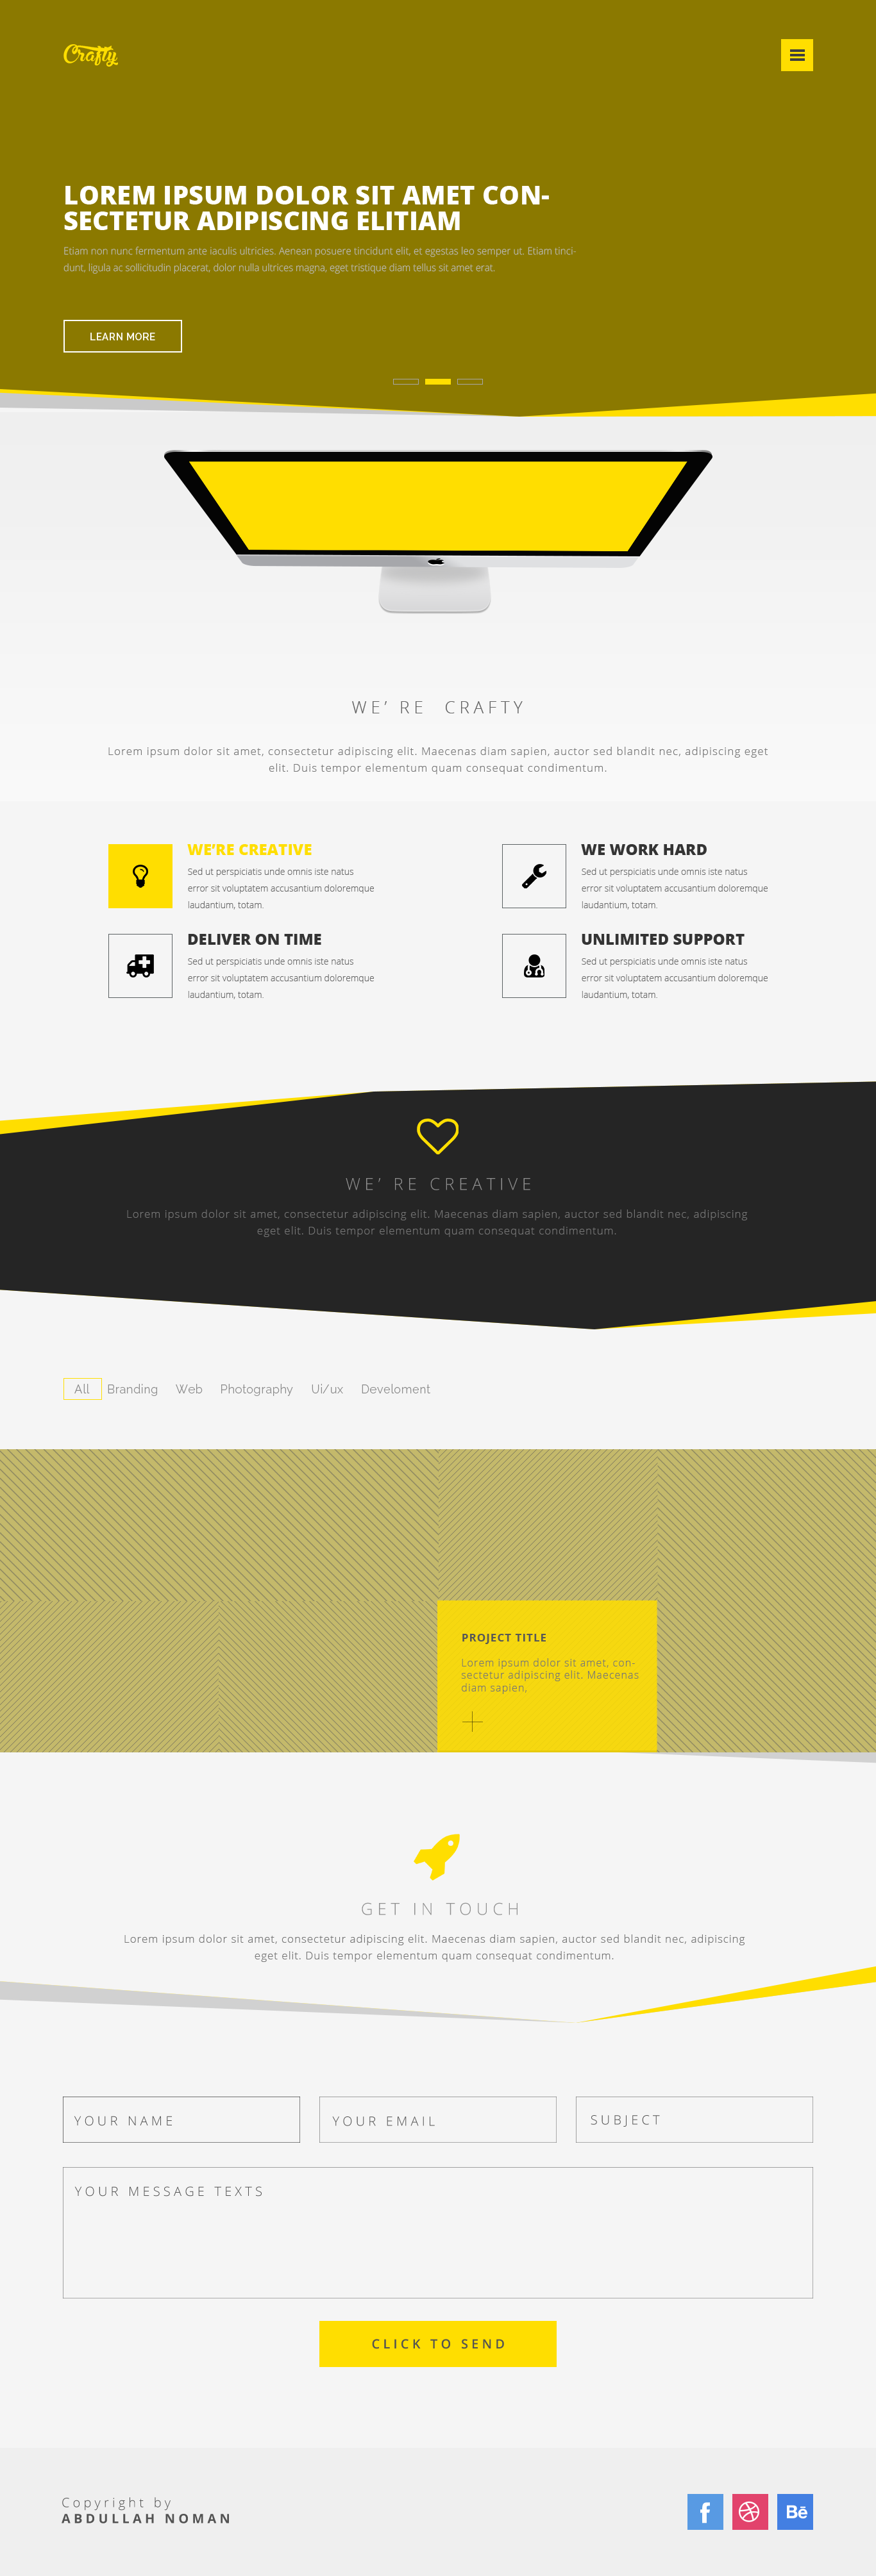 Crafty
LOREM IPSUM DOLOR SIT AMET CON-
SECTETUR ADIPISCING ELITIAM
Etiam non nunc fermentum ante iaculis ultricies. Aenean posuere tincidunt elit, et egestas leo semper ut. Etiam tinci-
dunt, ligula ac sollicitudin placerat, dolor nulla ultrices magna, eget tristique diam tellus sit amet erat.
LEARN MORE
WE’ RE CRAFTY
Lorem ipsum dolor sit amet, consectetur adipiscing elit. Maecenas diam sapien, auctor sed blandit nec, adipiscing eget
elit. Duis tempor elementum quam consequat condimentum.
WE’RE CREATIVE
Sed ut perspiciatis unde omnis iste natus
error sit voluptatem accusantium doloremque
laudantium, totam.
WE WORK HARD
Sed ut perspiciatis unde omnis iste natus
error sit voluptatem accusantium doloremque
laudantium, totam.
DELIVER ON TIME
Sed ut perspiciatis unde omnis iste natus
error sit voluptatem accusantium doloremque
laudantium, totam.
UNLIMITED SUPPORT
Sed ut perspiciatis unde omnis iste natus
error sit voluptatem accusantium doloremque
laudantium, totam.
WE’ RE CREATIVE
Lorem ipsum dolor sit amet, consectetur adipiscing elit. Maecenas diam sapien, auctor sed blandit nec, adipiscing
eget elit. Duis tempor elementum quam consequat condimentum.
All Branding Web Photography Ui/ux Develoment
PROJECT TITLE
Lorem ipsum dolor sit amet, con-
sectetur adipiscing elit. Maecenas
diam sapien,
GET IN TOUCH
Lorem ipsum dolor sit amet, consectetur adipiscing elit. Maecenas diam sapien, auctor sed blandit nec, adipiscing
eget elit. Duis tempor elementum quam consequat condimentum.
YOUR NAME
YOUR EMAIL
SUBJECT
YOUR MESSAGE TEXTS
CLICK TO SEND
Copyright by
ABDULLAH NOMAN
f
Bē